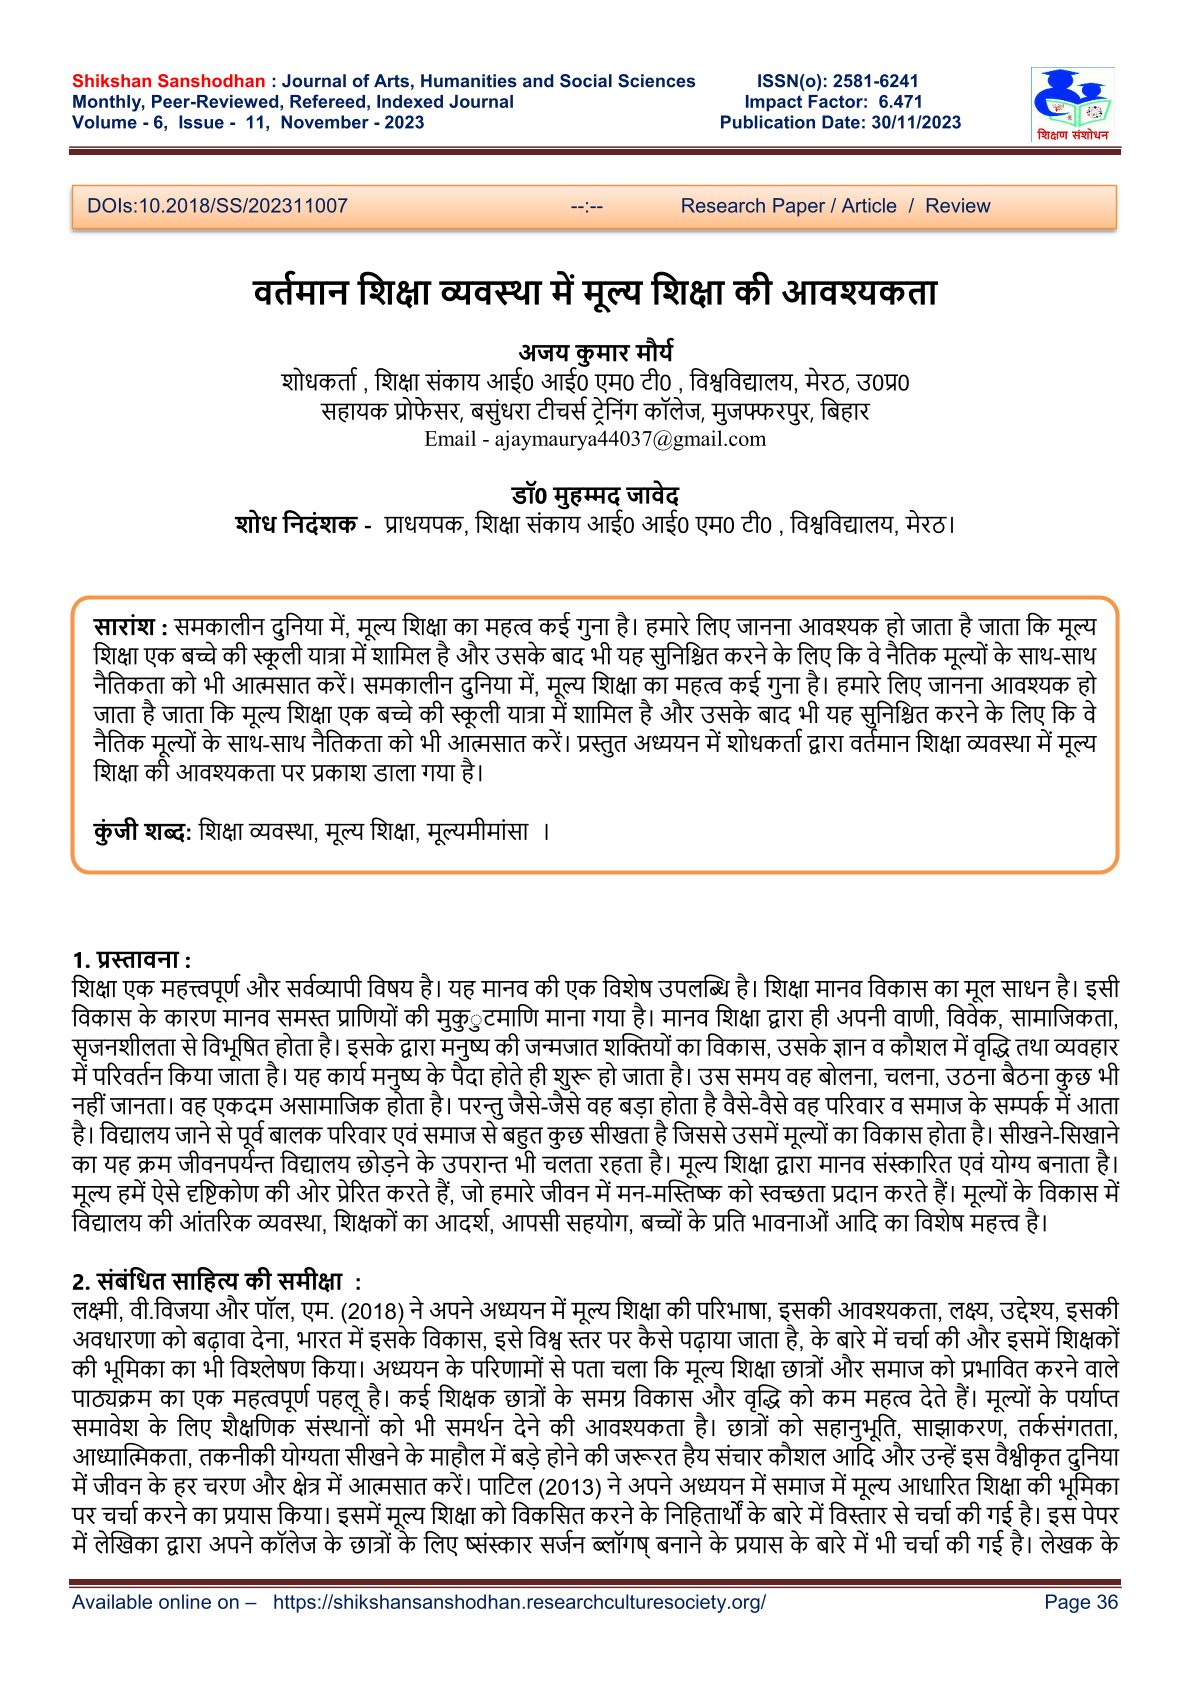 Shikshan Sanshodhan : Journal of Arts, Humanities and Social Sciences ISSN(o): 2581-6241
Monthly, Peer-Reviewed, Refereed, Indexed Journal Impact Factor: 6.471
Volume - 6, Issue - 11, November - 2023 Publication Date: 30/11/2023
शिक्षण संशोधन
DOIs:10.2018/SS/202311007 --:-- Research Paper / Article / Review
वर्तमान शिक्षा व्यवस्था में मूल्य शिक्षा की आवश्यकता
अजय कुमार मौर्य
शोधकर्ता , शिक्षा संकाय आई0 आई0 एम0 टी0 , विश्वविद्यालय, मेरठ, उ0प्र0
सहायक प्रोफेसर, बसुंधरा टीचर्स ट्रेनिंग कॉलेज, मुजफ्फरपुर, बिहार
Email - ajaymaurya44037@gmail.com
डॉ0 मुहम्मद जावेद
शोध निदंशक - प्राधयपक, शिक्षा संकाय आई0 आई0 एम0 टी0 , विश्वविद्यालय, मेरठ।
सारांश : समकालीन दुनिया में, मूल्य शिक्षा का महत्व कई गुना है। हमारे लिए जानना आवश्यक हो जाता है जाता कि मूल्य
शिक्षा एक बच्चे की स्कूली यात्रा में शामिल है और उसके बाद भी यह सुनिश्चित करने के लिए कि वे नैतिक मूल्यों के साथ-साथ
नैतिकता को भी आत्मसात करें। समकालीन दुनिया में, मूल्य शिक्षा का महत्व कई गुना है। हमारे लिए जानना आवश्यक हो
जाता है जाता कि मूल्य शिक्षा एक बच्चे की स्कूली यात्रा में शामिल है और उसके बाद भी यह सुनिश्चित करने के लिए कि वे
नैतिक मूल्यों के साथ-साथ नैतिकता को भी आत्मसात करें। प्रस्तुत अध्ययन में शोधकर्ता द्वारा वर्तमान शिक्षा व्यवस्था में मूल्य
शिक्षा की आवश्यकता पर प्रकाश डाला गया है।
कुंजी शब्द: शिक्षा व्यवस्था, मूल्य शिक्षा, मूल्यमीमांसा ।
1. प्रस्तावना :
शिक्षा एक महत्त्वपूर्ण और सर्वव्यापी विषय है। यह मानव की एक विशेष उपलब्धि है। शिक्षा मानव विकास का मूल साधन है। इसी
विकास के कारण मानव समस्त प्राणियों की मुकुुटमाणि माना गया है। मानव शिक्षा द्वारा ही अपनी वाणी, विवेक, सामाजिकता,
सृजनशीलता से विभूषित होता है। इसके द्वारा मनुष्य की जन्मजात शक्तियों का विकास, उसके ज्ञान व कौशल में वृद्धि तथा व्यवहार
में परिवर्तन किया जाता है। यह कार्य मनुष्य के पैदा होते ही शुरू हो जाता है। उस समय वह बोलना, चलना, उठना बैठना कुछ भी
नहीं जानता। वह एकदम असामाजिक होता है। परन्तु जैसे-जैसे वह बड़ा होता है वैसे-वैसे वह परिवार व समाज के सम्पर्क में आता
है। विद्यालय जाने से पूर्व बालक परिवार एवं समाज से बहुत कुछ सीखता है जिससे उसमें मूल्यों का विकास होता है। सीखने-सिखाने
का यह क्रम जीवनपर्यन्त विद्यालय छोड़ने के उपरान्त भी चलता रहता है। मूल्य शिक्षा द्वारा मानव संस्कारित एवं योग्य बनाता है।
मूल्य हमें ऐसे दृष्टिकोण की ओर प्रेरित करते हैं, जो हमारे जीवन में मन-मस्तिष्क को स्वच्छता प्रदान करते हैं। मूल्यों के विकास में
विद्यालय की आंतरिक व्यवस्था, शिक्षकों का आदर्श, आपसी सहयोग, बच्चों के प्रति भावनाओं आदि का विशेष महत्त्व है।
2. संबंधित साहित्य की समीक्षा :
लक्ष्मी, वी.विजया और पॉल, एम. (2018) ने अपने अध्ययन में मूल्य शिक्षा की परिभाषा, इसकी आवश्यकता, लक्ष्य, उद्देश्य, इसकी
अवधारणा को बढ़ावा देना, भारत में इसके विकास, इसे विश्व स्तर पर कैसे पढ़ाया जाता है, के बारे में चर्चा की और इसमें शिक्षकों
की भूमिका का भी विश्लेषण किया। अध्ययन के परिणामों से पता चला कि मूल्य शिक्षा छात्रों और समाज को प्रभावित करने वाले
पाठ्यक्रम का एक महत्वपूर्ण पहलू है। कई शिक्षक छात्रों के समग्र विकास और वृद्धि को कम महत्व देते हैं। मूल्यों के पर्याप्त
समावेश के लिए शैक्षणिक संस्थानों को भी समर्थन देने की आवश्यकता है। छात्रों को सहानुभूति, साझाकरण, तर्कसंगतता,
आध्यात्मिकता, तकनीकी योग्यता सीखने के माहौल में बड़े होने की जरूरत हैय संचार कौशल आदि और उन्हें इस वैश्वीकृत दुनिया
में जीवन के हर चरण और क्षेत्र में आत्मसात करें। पाटिल (2013) ने अपने अध्ययन में समाज में मूल्य आधारित शिक्षा की भूमिका
पर चर्चा करने का प्रयास किया। इसमें मूल्य शिक्षा को विकसित करने के निहितार्थों के बारे में विस्तार से चर्चा की गई है। इस पेपर
में लेखिका द्वारा अपने कॉलेज के छात्रों के लिए ष्संस्कार सर्जन ब्लॉगष् बनाने के प्रयास के बारे में भी चर्चा की गई है। लेखक के
Available online on – https://shikshansanshodhan.researchculturesociety.org/ Page 36